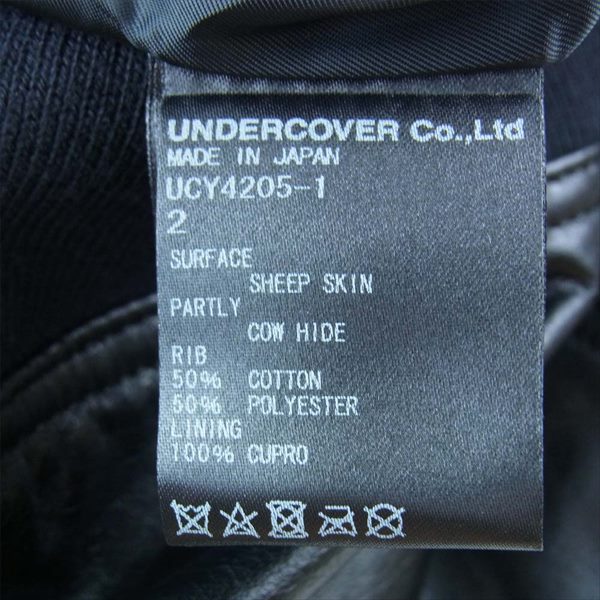 UNDERCOVER Co.,Ltd
MADE IN JAPAN
UCY4205-1
2
SURFACE
SHEEP SKIN
PARTLY
COW HIDE
RIB
50% COTTON
50% POLYESTER
LINING
100% CUPRO